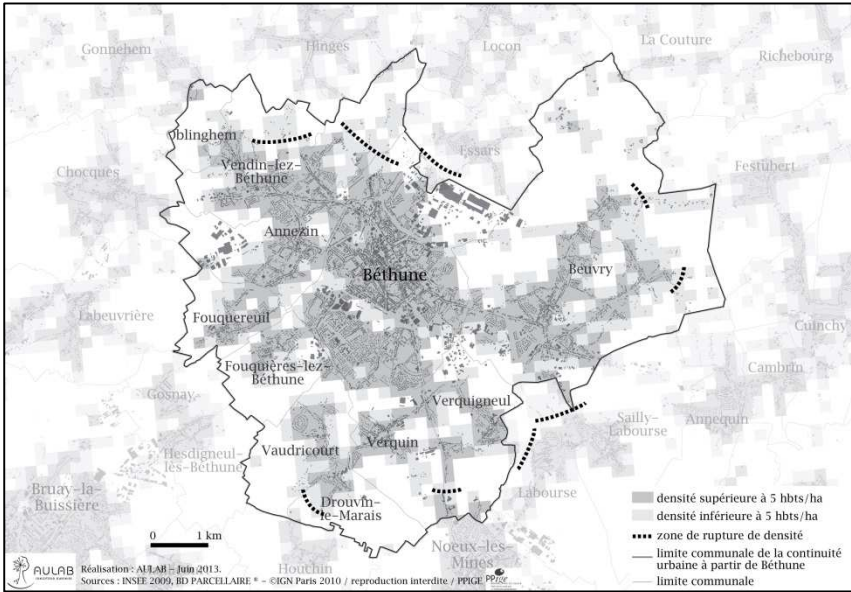 Gonnehem
Hinges
Locon
La Couture
Richebourg
oblinghem
Essars
Chocques
Vendin-lez-
Béthune
Festubert
Annezin
Béthune
Beuvry
Labeuvrière
Fouquereuil
Cuinchy
Fouquières-lez-
Béthune
Cambrin
Gosnay
Verquigneul
Sailly-
Labourse
Annequin
Hesdigneul-
lès-Béthune
Vaudricourt
Verquin
Bruay-la-
Buissière
Drouvin-
le-Marais
Labourse
Noeux-les-
Mines
Houchin
0 1 km
densité supérieure à 5 hbts/ha
densité inférieure à 5 hbts/ha
zone de rupture de densité
limite communale de la continuité
urbaine à partir de Béthune
limite communale
AULAB
Réalisation : AULAB - Juin 2013.
Sources : INSEE 2009, BD PARCELLAIRE ® - ©IGN Paris 2010 / reproduction interdite / PPIGE
PPIGE